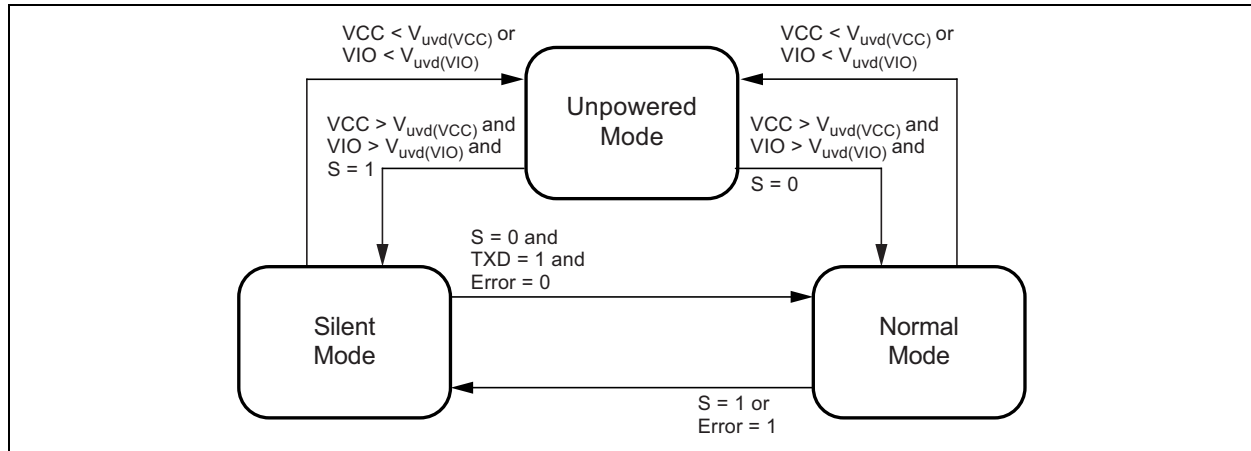 VCC < Vuvd(VCC) or
VIO < Vuvd(VIO)
VCC < Vuvd(VCC) or
VIO < Vuvd(VIO)
Unpowered
Mode
VCC > Vuvd(VCC) and
VIO > Vuvd(VIO) and
S = 1
VCC > Vuvd(VCC) and
VIO > Vuvd(VIO) and
S = 0
S = 0 and
TXD = 1 and
Error = 0
Silent
Mode
Normal
Mode
S = 1 or
Error = 1